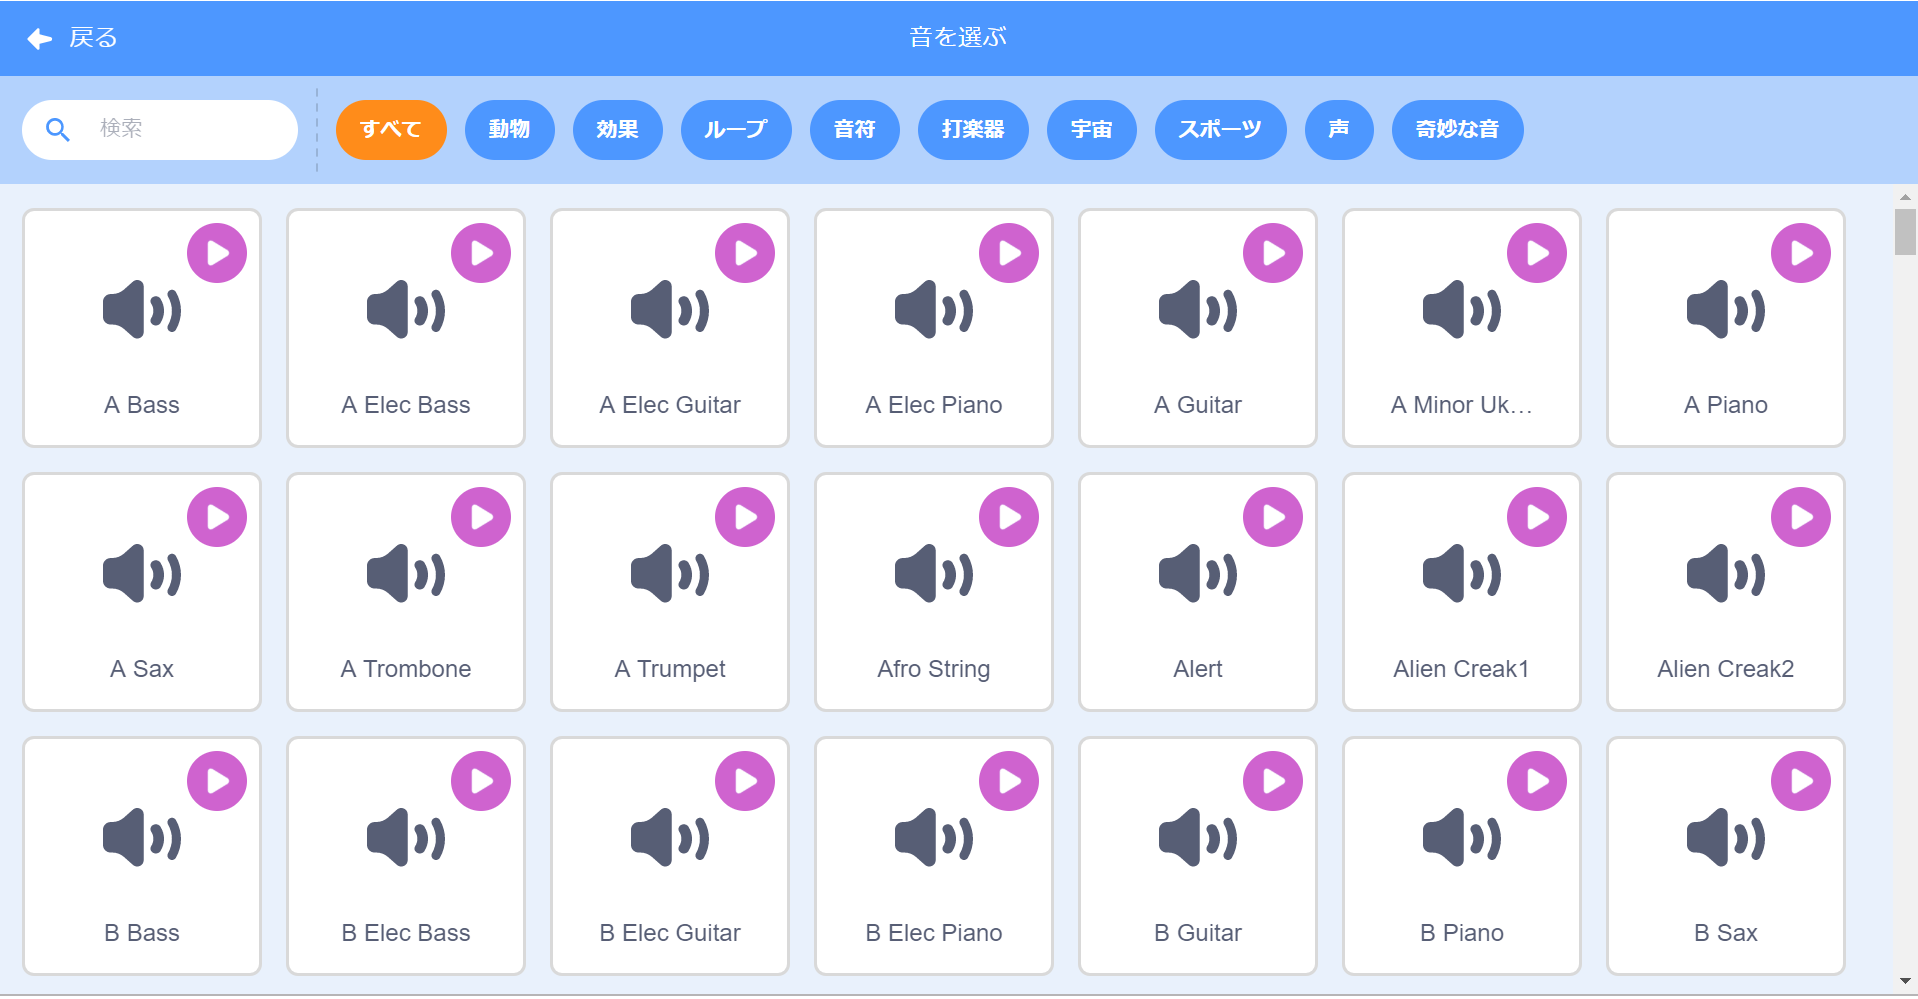 戻る
音を選ぶ
検索
すべて
動物
効果
ループ
音符
打楽器
宇宙
スポーツ
声
奇妙な音
A Bass
A Elec Bass
A Elec Guitar
A Elec Piano
A Guitar
A Minor Uk…
A Piano
A Sax
A Trombone
A Trumpet
Afro String
Alert
Alien Creak1
Alien Creak2
B Bass
B Elec Bass
B Elec Guitar
B Elec Piano
B Guitar
B Piano
B Sax